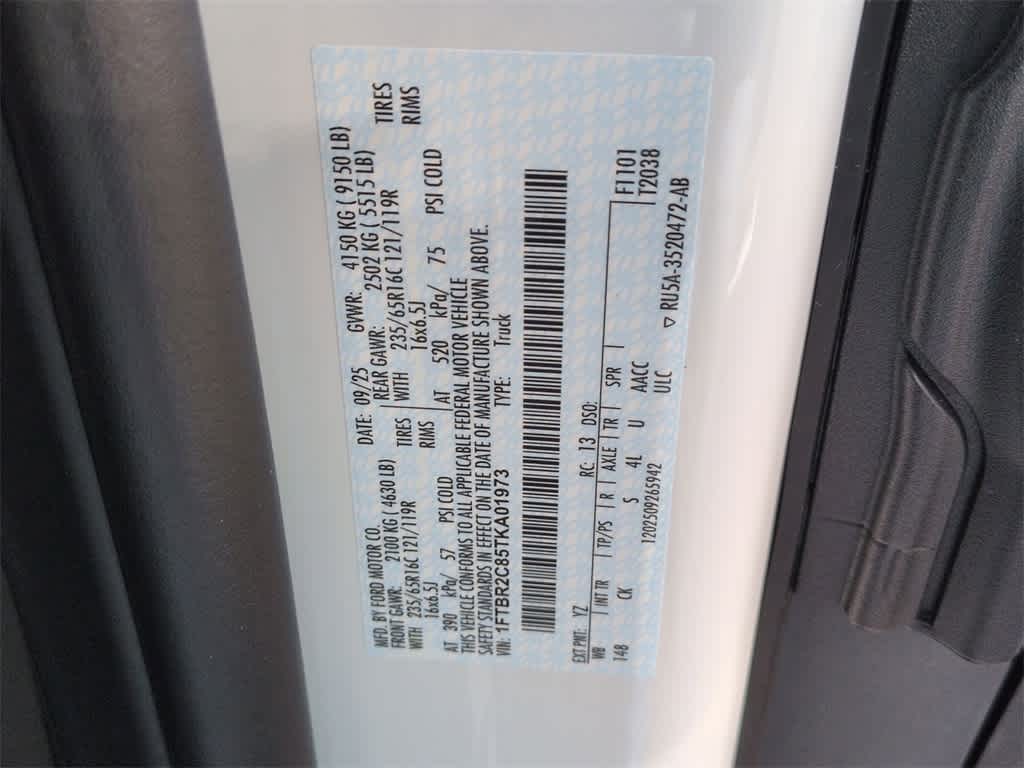 MFD. BY FORD MOTOR CO. DATE: 09/25 GVWR: 4150 KG ( 9150 LB)
FRONT GAWR: 2100 KG ( 4630 LB) REAR GAWR: 2502 KG ( 5515 LB)
WITH 235/65R16C 121/119R TIRES WITH 235/65R16C 121/119R TIRES
16x6.5J RIMS 16x6.5J RIMS
AT 390 kPa/ 57 PSI COLD AT 520 kPa/ 75 PSI COLD
THIS VEHICLE CONFORMS TO ALL APPLICABLE FEDERAL MOTOR VEHICLE
SAFETY STANDARDS IN EFFECT ON THE DATE OF MANUFACTURE SHOWN ABOVE.
VIN: 1FTBR2C85TKA01973 TYPE: Truck
EXT PNT: YZ RC: 13 DSO:
WB INT TR TP/PS R AXLE TR SPR F1101
148 CK S 4L U AACC T2038
1202509265942 ULC ▽ RU5A-3520472-AB